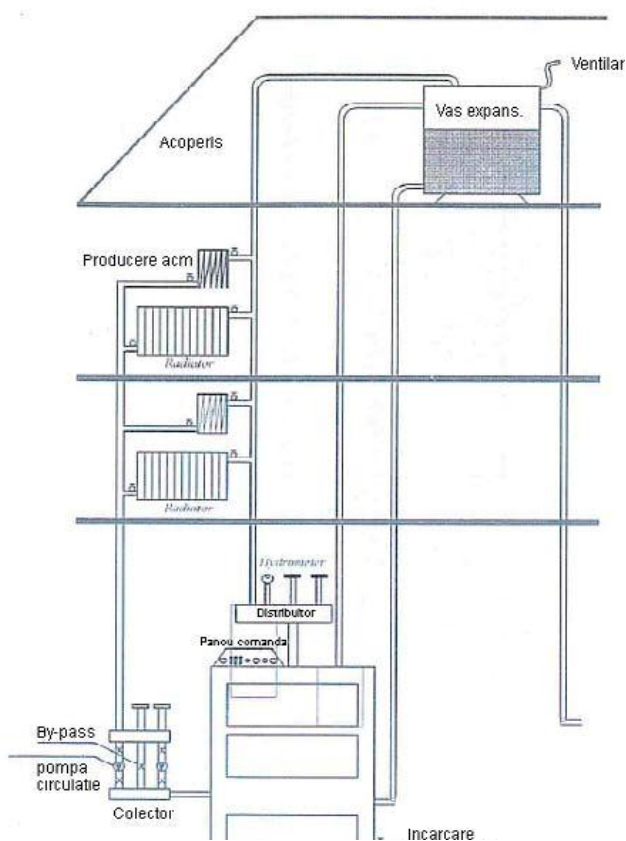 Ventilar
Vas expans.
Acoperis
Producere acm
Radiator
Radiator
Hydrometer
Distribuitor
Panou comanda
By-pass
pompa
circulatie
Colector
Incarcare